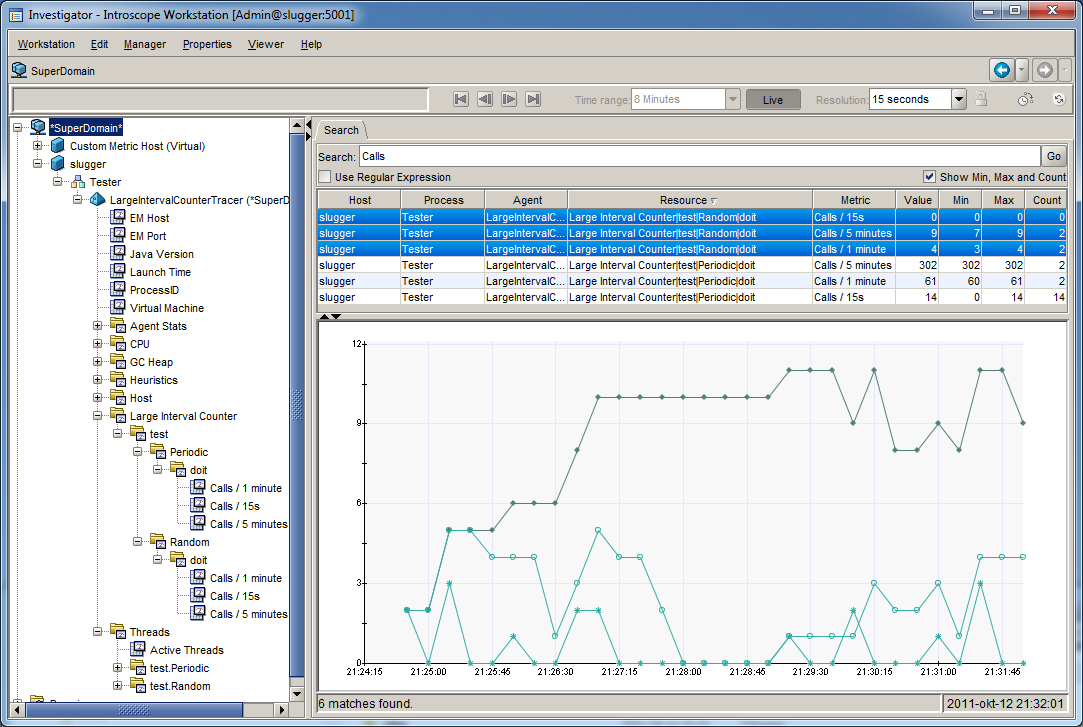 Investigator - Introscope Workstation [Admin@slugger:5001]
Workstation Edit Manager Properties Viewer Help
SuperDomain
Time range: 8 Minutes Live Resolution: 15 seconds
*SuperDomain*
Custom Metric Host (Virtual)
slugger
Tester
LargeIntervalCounterTracer (*SuperD
EM Host
EM Port
Java Version
Launch Time
ProcessID
Virtual Machine
Agent Stats
CPU
GC Heap
Heuristics
Host
Large Interval Counter
test
Periodic
doit
Calls / 1 minute
Calls / 15s
Calls / 5 minutes
Random
doit
Calls / 1 minute
Calls / 15s
Calls / 5 minutes
Threads
Active Threads
test.Periodic
test.Random
Search
Search: Calls Go
Use Regular Expression Show Min, Max and Count
Host Process Agent Resource Metric Value Min Max Count
slugger Tester LargeIntervalC... Large Interval Counter|test|Random|doit Calls / 15s 0 0 0 0
slugger Tester LargeIntervalC... Large Interval Counter|test|Random|doit Calls / 5 minutes 9 7 9 2
slugger Tester LargeIntervalC... Large Interval Counter|test|Random|doit Calls / 1 minute 4 3 4 2
slugger Tester LargeIntervalC... Large Interval Counter|test|Periodic|doit Calls / 5 minutes 302 302 302 2
slugger Tester LargeIntervalC... Large Interval Counter|test|Periodic|doit Calls / 1 minute 61 60 61 2
slugger Tester LargeIntervalC... Large Interval Counter|test|Periodic|doit Calls / 15s 14 0 14 14
12
9
6
3
0
21:24:15 21:25:00 21:25:45 21:26:30 21:27:15 21:28:00 21:28:45 21:29:30 21:30:15 21:31:00 21:31:45
6 matches found. 2011-okt-12 21:32:01